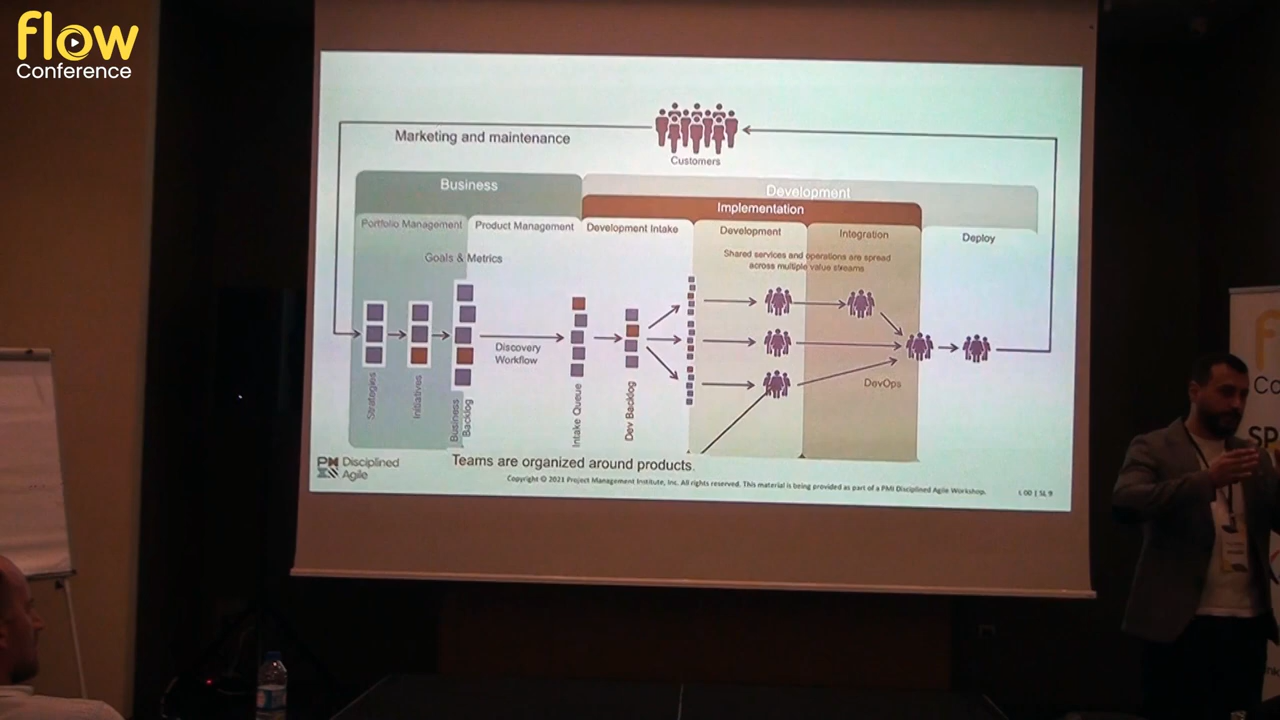 flow
Conference
Marketing and maintenance
Customers
Business
Development
Implementation
Portfolio Management
Product Management
Development Intake
Development
Integration
Deploy
Goals & Metrics
Shared services and operations are spread
across multiple value streams
Discovery
Workflow
DevOps
Strategies
Initiatives
Business
Backlog
Intake Queue
Dev Backlog
Disciplined
Agile
Teams are organized around products.
Copyright © 2021 Project Management Institute, Inc. All rights reserved. This material is being provided as part of a PMI Disciplined Agile Workshop.
Co
SP